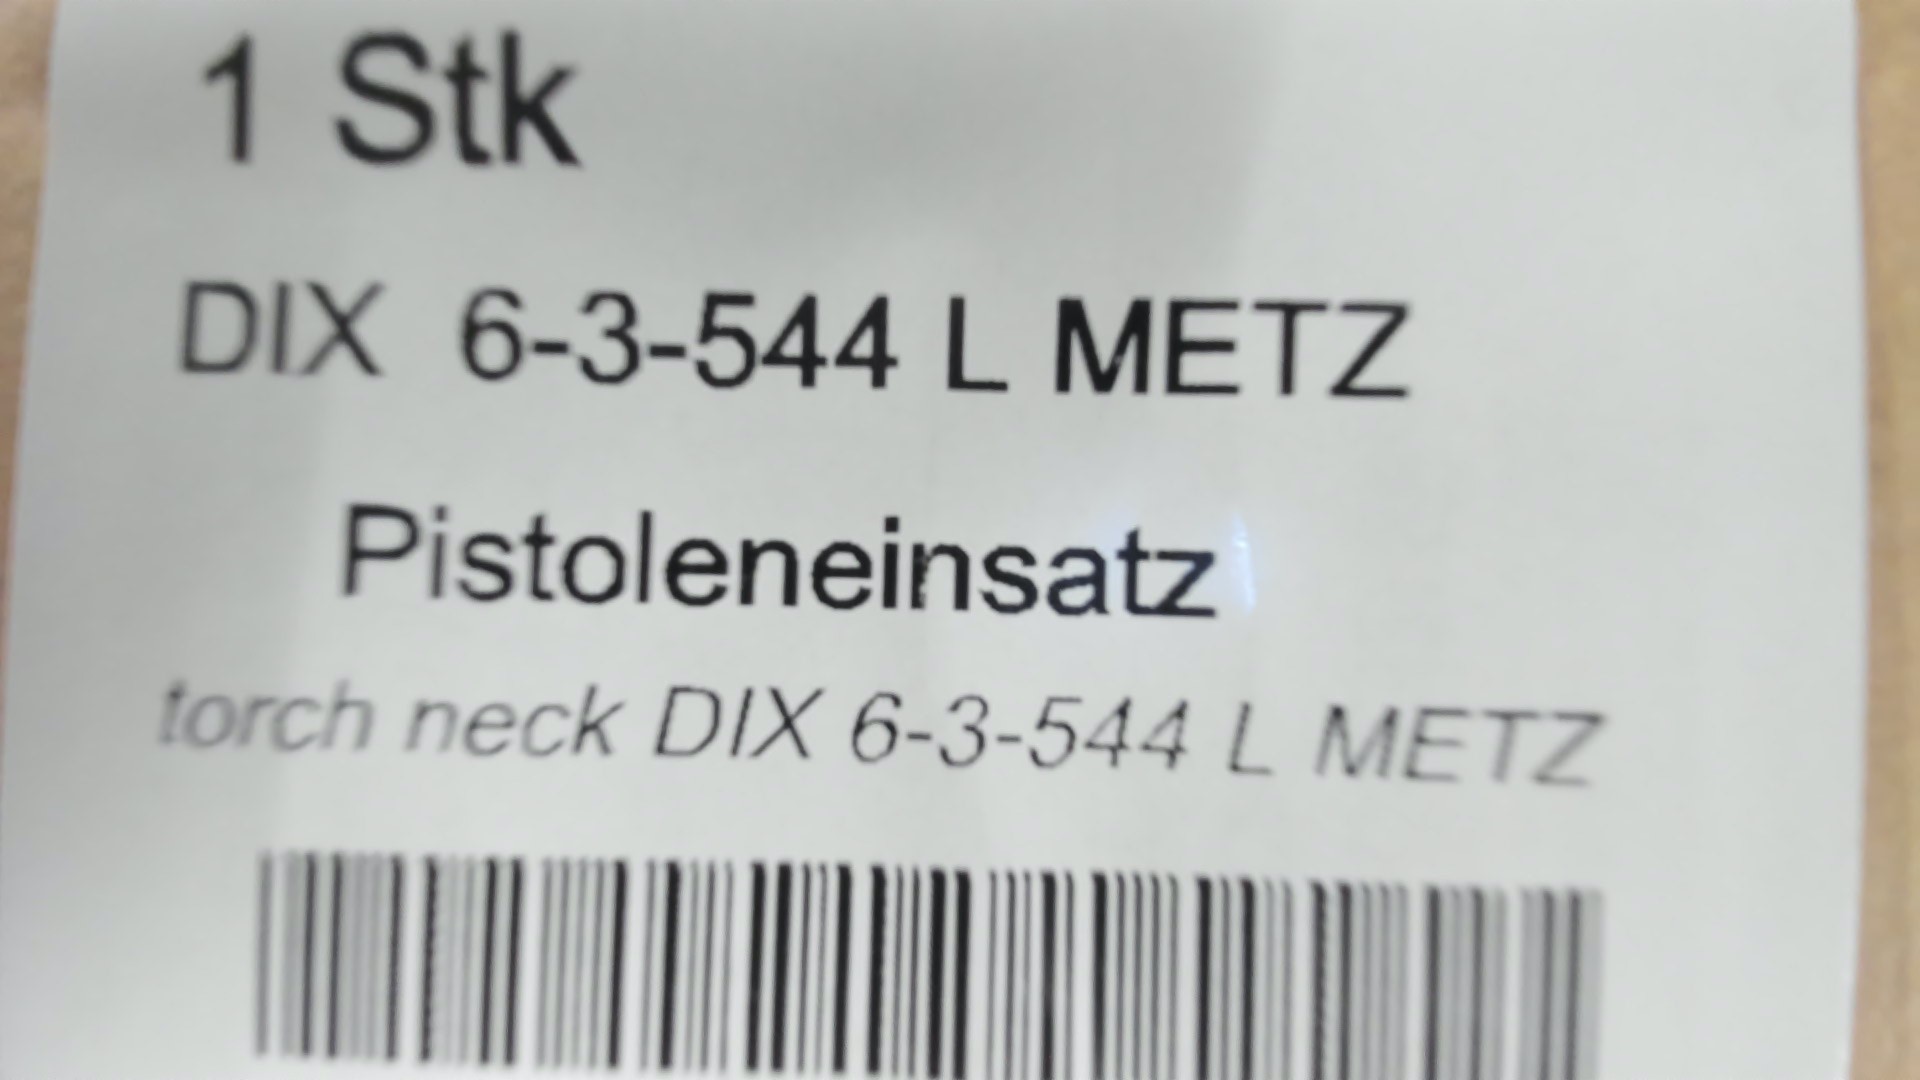 1 Stk
DIX 6-3-544 L METZ
Pistoleneinsatz
torch neck DIX 6-3-544 L METZ